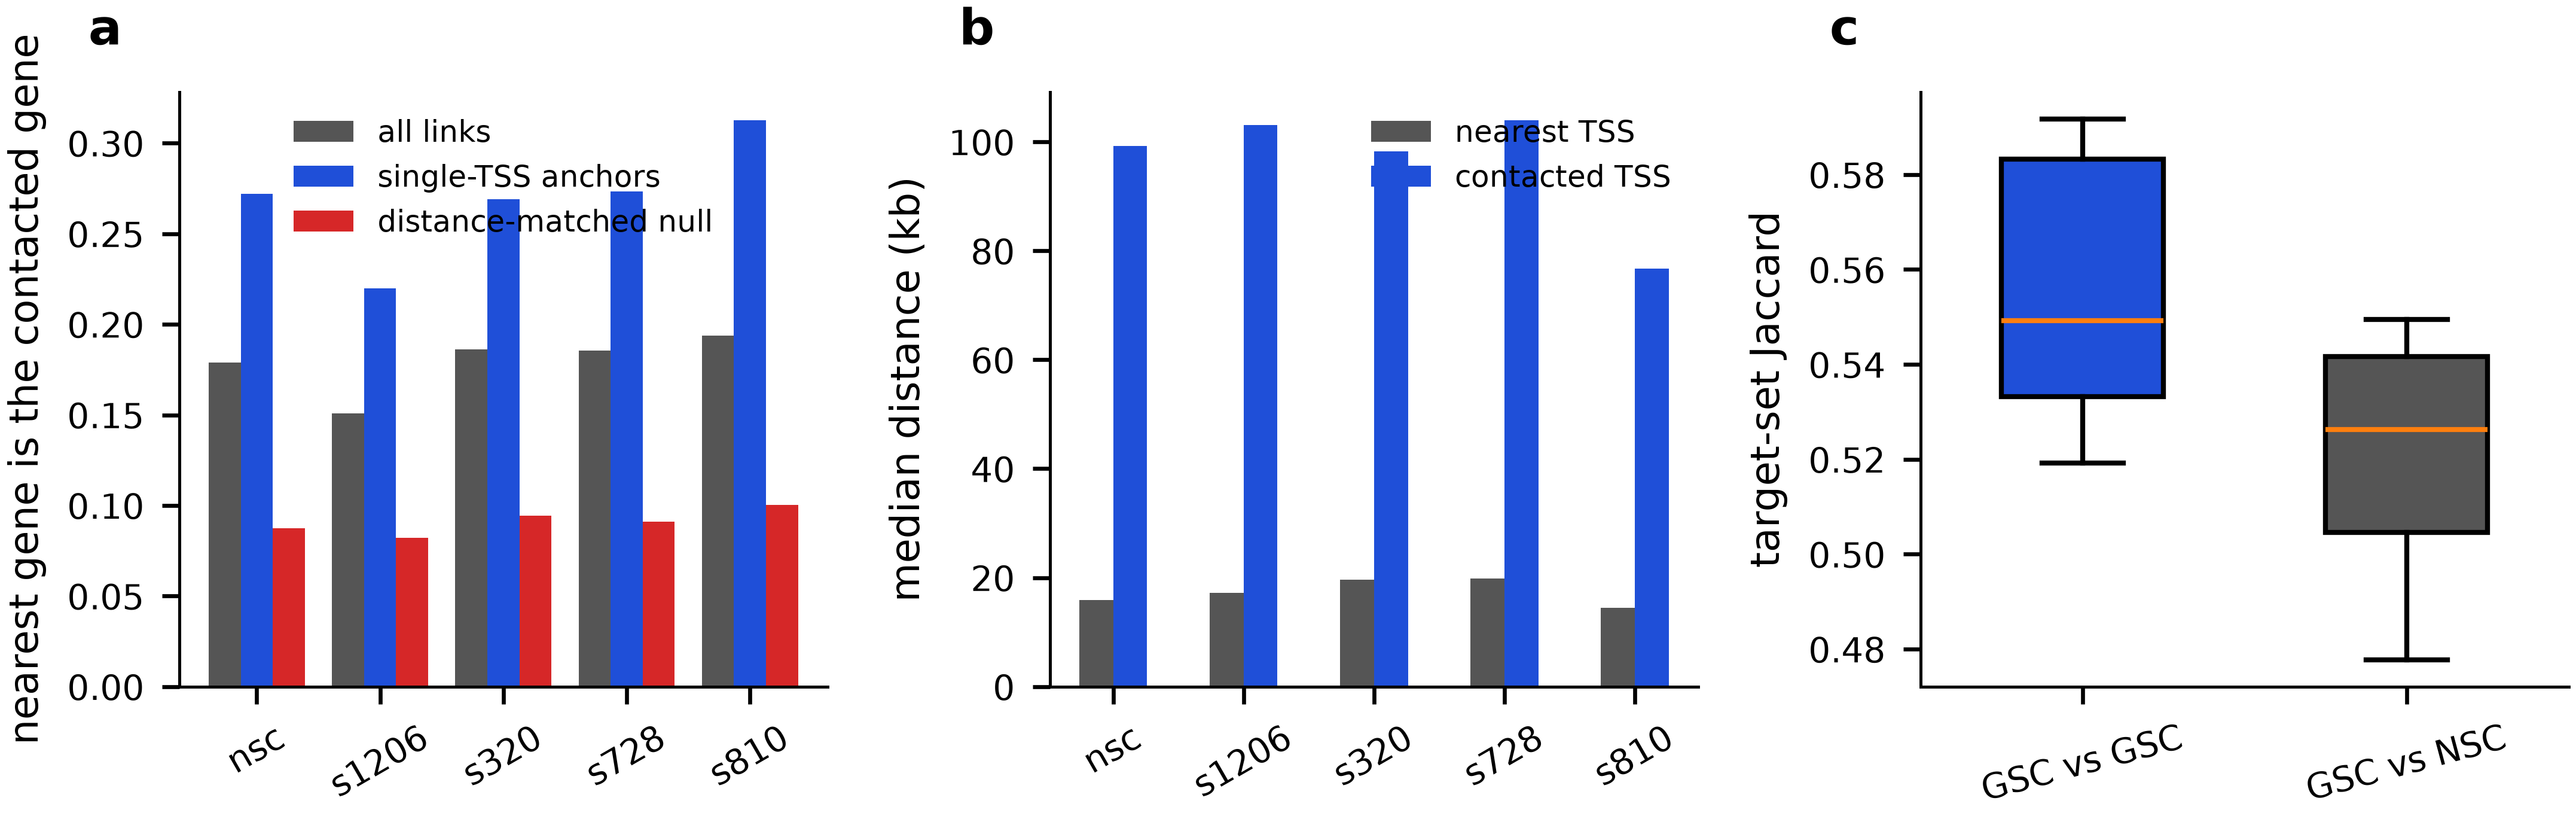 a
nearest gene is the contacted gene
0.30
0.25
0.20
0.15
0.10
0.05
0.00
all links
single-TSS anchors
distance-matched null
nsc
s1206
s320
s728
s810
b
median distance (kb)
100
80
60
40
20
0
nearest TSS
contacted TSS
nsc
s1206
s320
s728
s810
c
target-set Jaccard
0.58
0.56
0.54
0.52
0.50
0.48
GSC vs GSC
GSC vs NSC